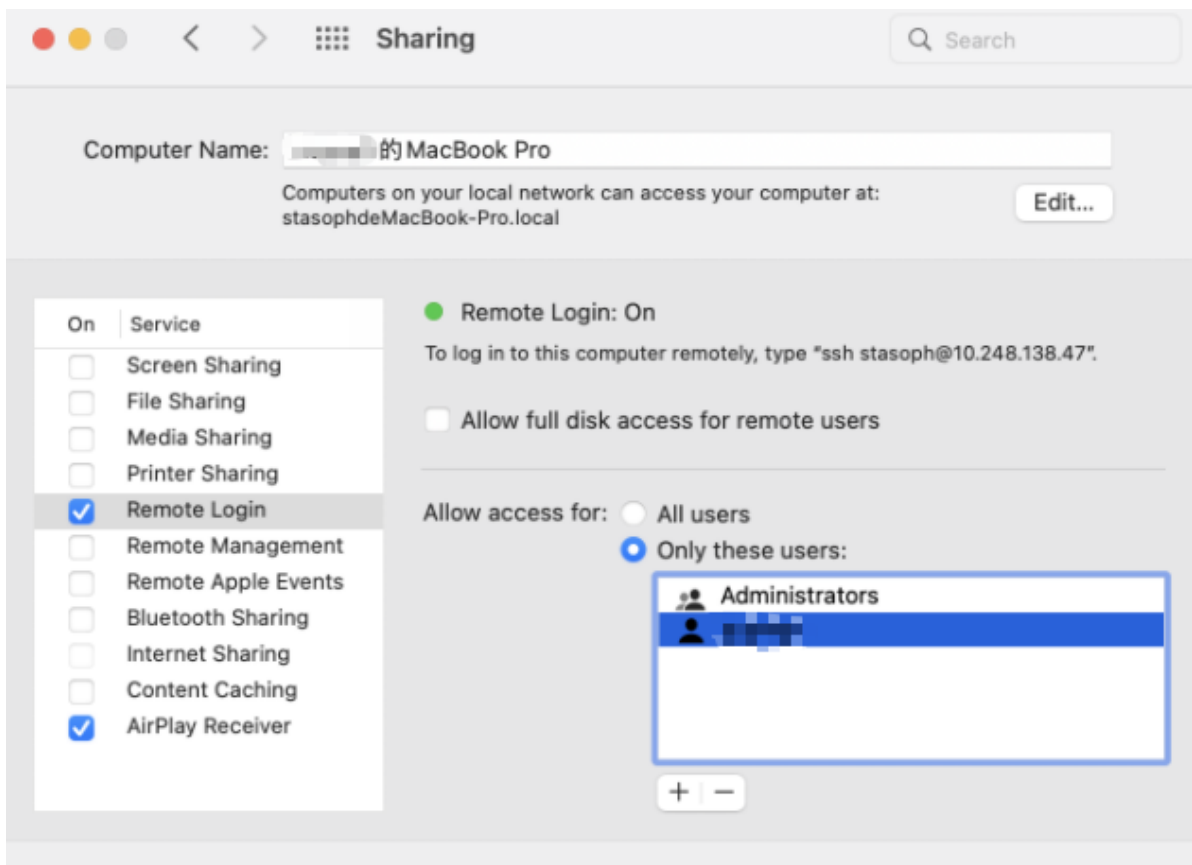 Sharing
Search
Computer Name: 的 MacBook Pro
Computers on your local network can access your computer at:
stasophdeMacBook-Pro.local
Edit...
On Service
Screen Sharing
File Sharing
Media Sharing
Printer Sharing
Remote Login
Remote Management
Remote Apple Events
Bluetooth Sharing
Internet Sharing
Content Caching
AirPlay Receiver
Remote Login: On
To log in to this computer remotely, type “ssh stasoph@10.248.138.47”.
Allow full disk access for remote users
Allow access for: All users
Only these users:
Administrators